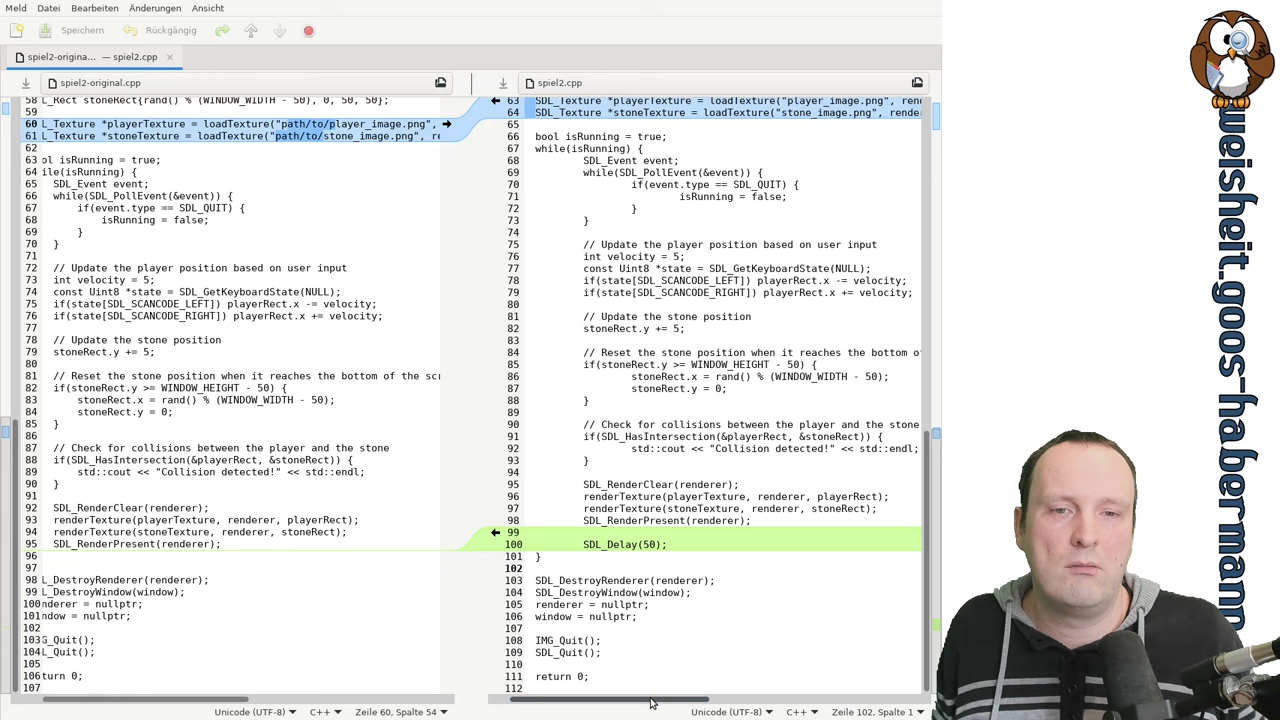 Meld Datei Bearbeiten Änderungen Ansicht
Speichern Rückgängig
spiel2-origina... — spiel2.cpp ×
spiel2-original.cpp
58 L_Rect stoneRect{rand() % (WINDOW_WIDTH - 50), 0, 50, 50};
59
60 L_Texture *playerTexture = loadTexture("path/to/player_image.png",
61 L_Texture *stoneTexture = loadTexture("path/to/stone_image.png", re
62
63 ol isRunning = true;
64 ile(isRunning) {
65 SDL_Event event;
66 while(SDL_PollEvent(&event)) {
67 if(event.type == SDL_QUIT) {
68 isRunning = false;
69 }
70 }
71
72 // Update the player position based on user input
73 int velocity = 5;
74 const Uint8 *state = SDL_GetKeyboardState(NULL);
75 if(state[SDL_SCANCODE_LEFT]) playerRect.x -= velocity;
76 if(state[SDL_SCANCODE_RIGHT]) playerRect.x += velocity;
77
78 // Update the stone position
79 stoneRect.y += 5;
80
81 // Reset the stone position when it reaches the bottom of the scr
82 if(stoneRect.y >= WINDOW_HEIGHT - 50) {
83 stoneRect.x = rand() % (WINDOW_WIDTH - 50);
84 stoneRect.y = 0;
85 }
86
87 // Check for collisions between the player and the stone
88 if(SDL_HasIntersection(&playerRect, &stoneRect)) {
89 std::cout << "Collision detected!" << std::endl;
90 }
91
92 SDL_RenderClear(renderer);
93 renderTexture(playerTexture, renderer, playerRect);
94 renderTexture(stoneTexture, renderer, stoneRect);
95 SDL_RenderPresent(renderer);
96
97
98 L_DestroyRenderer(renderer);
99 L_DestroyWindow(window);
100 nderer = nullptr;
101 ndow = nullptr;
102
103 G_Quit();
104 L_Quit();
105
106 turn 0;
107
Unicode (UTF-8) C++ Zeile 60, Spalte 54
spiel2.cpp
63 SDL_Texture *playerTexture = loadTexture("player_image.png", ren
64 SDL_Texture *stoneTexture = loadTexture("stone_image.png", rende
65
66 bool isRunning = true;
67 while(isRunning) {
68 SDL_Event event;
69 while(SDL_PollEvent(&event)) {
70 if(event.type == SDL_QUIT) {
71 isRunning = false;
72 }
73 }
74
75 // Update the player position based on user input
76 int velocity = 5;
77 const Uint8 *state = SDL_GetKeyboardState(NULL);
78 if(state[SDL_SCANCODE_LEFT]) playerRect.x -= velocity;
79 if(state[SDL_SCANCODE_RIGHT]) playerRect.x += velocity;
80
81 // Update the stone position
82 stoneRect.y += 5;
83
84 // Reset the stone position when it reaches the bottom of
85 if(stoneRect.y >= WINDOW_HEIGHT - 50) {
86 stoneRect.x = rand() % (WINDOW_WIDTH - 50);
87 stoneRect.y = 0;
88 }
89
90 // Check for collisions between the player and the stone
91 if(SDL_HasIntersection(&playerRect, &stoneRect)) {
92 std::cout << "Collision detected!" << std::endl;
93 }
94
95 SDL_RenderClear(renderer);
96 renderTexture(playerTexture, renderer, playerRect);
97 renderTexture(stoneTexture, renderer, stoneRect);
98 SDL_RenderPresent(renderer);
99
100 SDL_Delay(50);
101 }
102
103 SDL_DestroyRenderer(renderer);
104 SDL_DestroyWindow(window);
105 renderer = nullptr;
106 window = nullptr;
107
108 IMG_Quit();
109 SDL_Quit();
110
111 return 0;
112
Unicode (UTF-8) C++ Zeile 102, Spalte 1
weisheit.goos-habermann